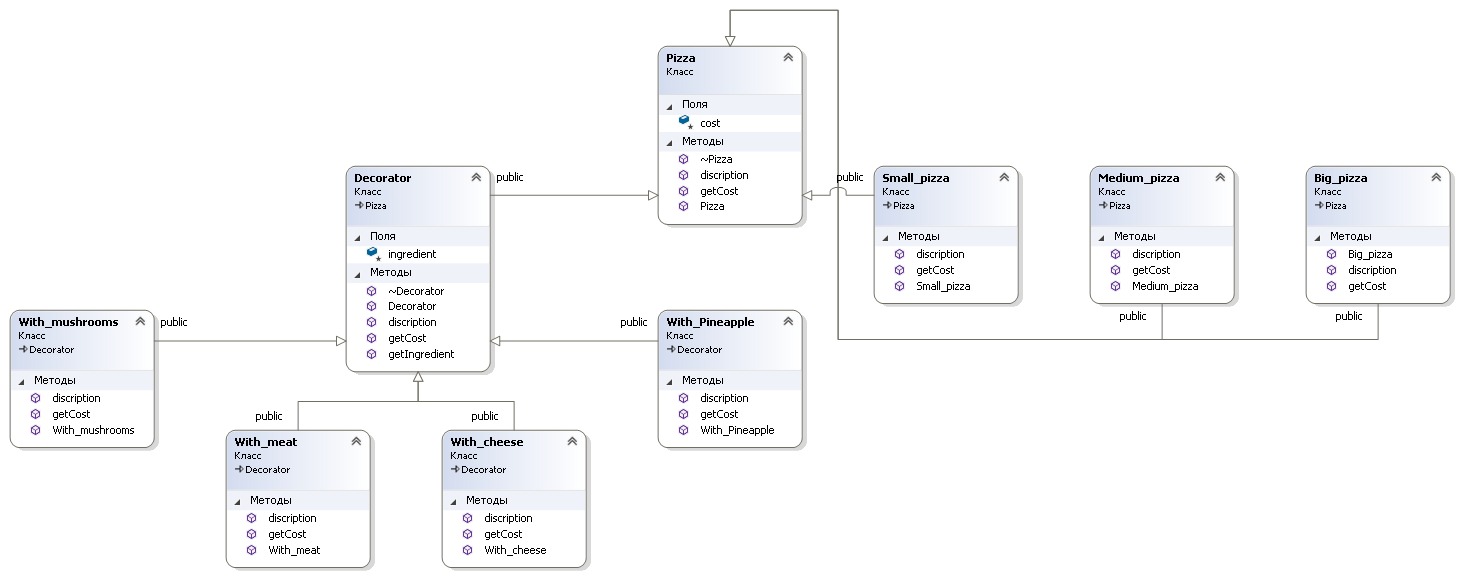 Pizza
Класс
Поля
cost
Методы
~Pizza
discription
getCost
Pizza
Decorator
Класс
Pizza
Поля
ingredient
Методы
~Decorator
Decorator
discription
getCost
getIngredient
public
public
Small_pizza
Класс
Pizza
Методы
discription
getCost
Small_pizza
Medium_pizza
Класс
Pizza
Методы
discription
getCost
Medium_pizza
public
Big_pizza
Класс
Pizza
Методы
Big_pizza
discription
getCost
public
With_mushrooms
Класс
Decorator
Методы
discription
getCost
With_mushrooms
public
public
With_Pineapple
Класс
Decorator
Методы
discription
getCost
With_Pineapple
public
With_meat
Класс
Decorator
Методы
discription
getCost
With_meat
public
With_cheese
Класс
Decorator
Методы
discription
getCost
With_cheese